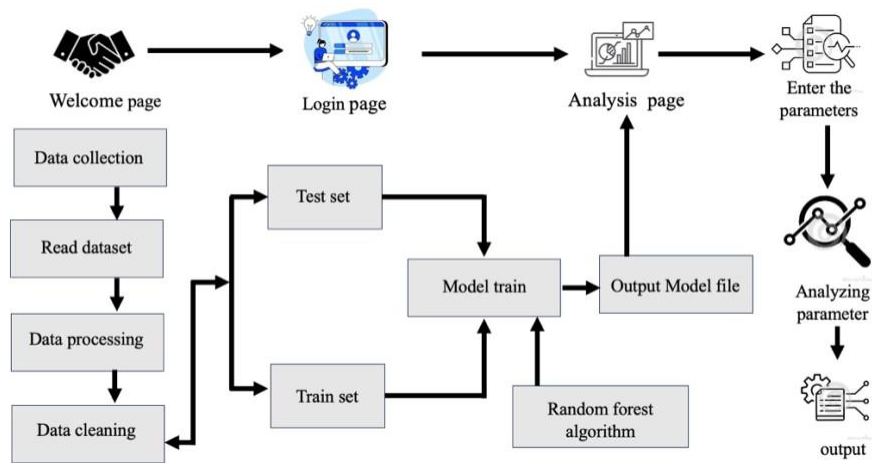 Welcome page
Login page
Analysis page
Enter the
parameters
Data collection
Read dataset
Data processing
Data cleaning
Test set
Train set
Model train
Random forest
algorithm
Output Model file
Analyzing
parameter
output